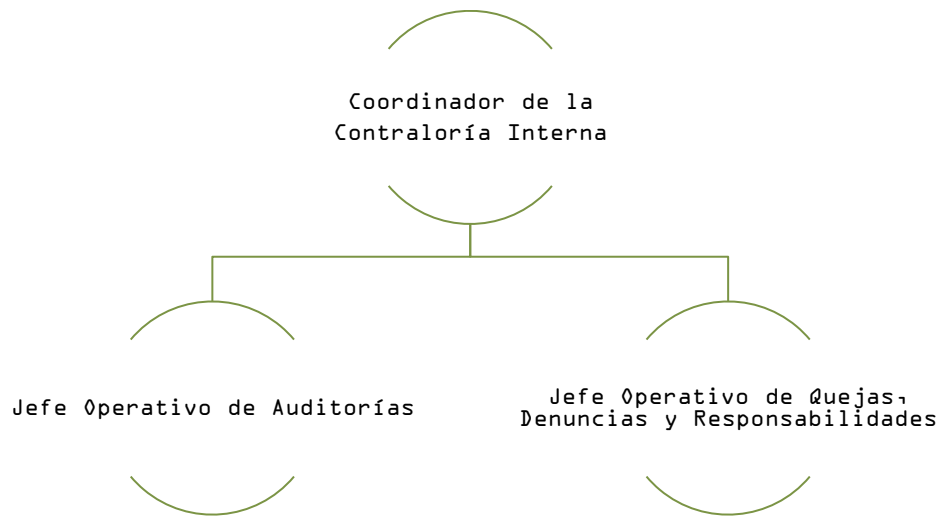 Coordinador de la
Contraloría Interna
Jefe Operativo de Auditorías
Jefe Operativo de Quejas,
Denuncias y Responsabilidades